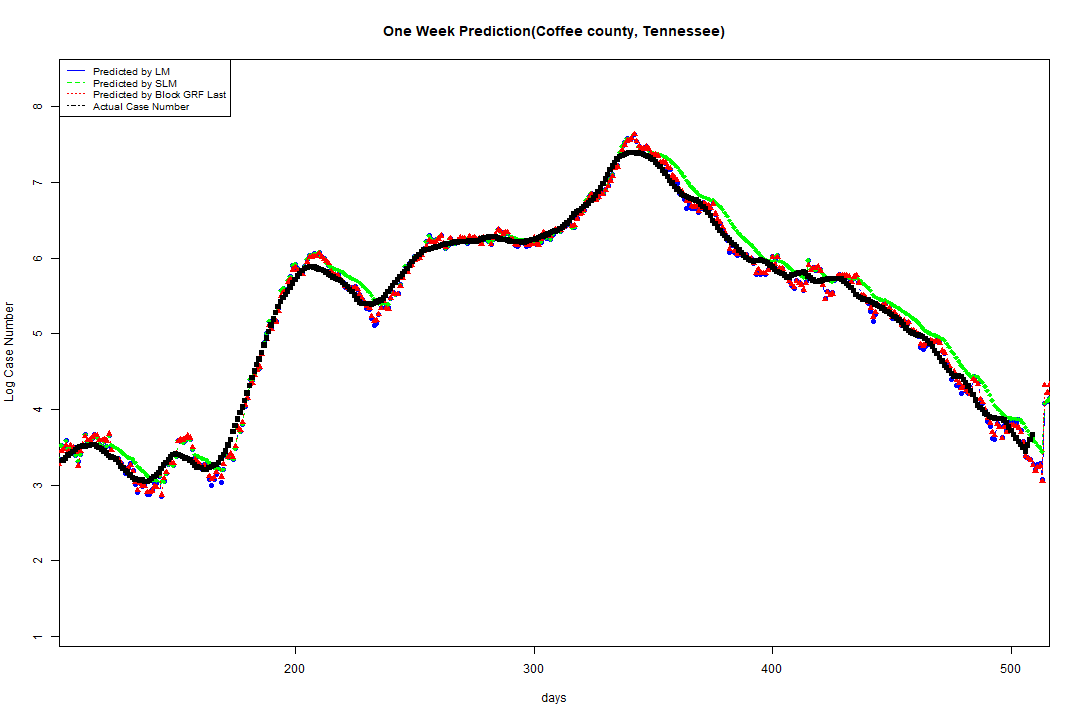 One Week Prediction(Coffee county, Tennessee)
Predicted by LM
Predicted by SLM
Predicted by Block GRF Last
Actual Case Number
8
7
6
5
4
3
2
1
Log Case Number
200 300 400 500
days